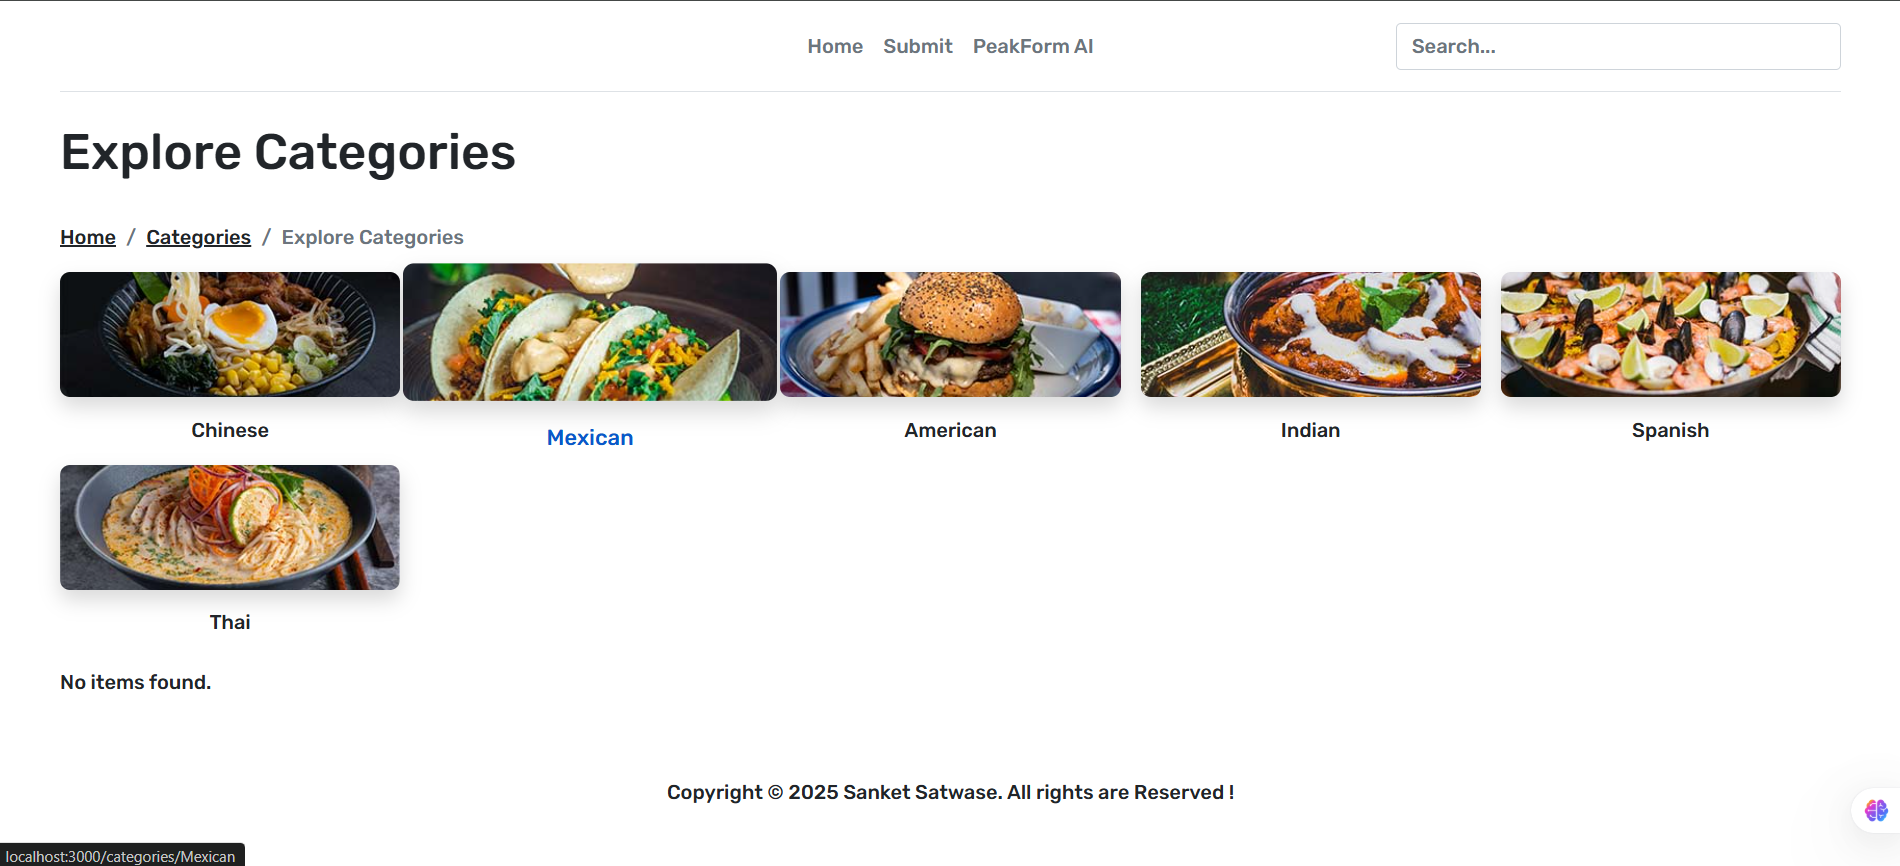 Home Submit PeakForm AI Search...
Explore Categories
Home / Categories / Explore Categories
Chinese Mexican American Indian Spanish
Thai
No items found.
Copyright © 2025 Sanket Satwase. All rights are Reserved !
localhost:3000/categories/Mexican